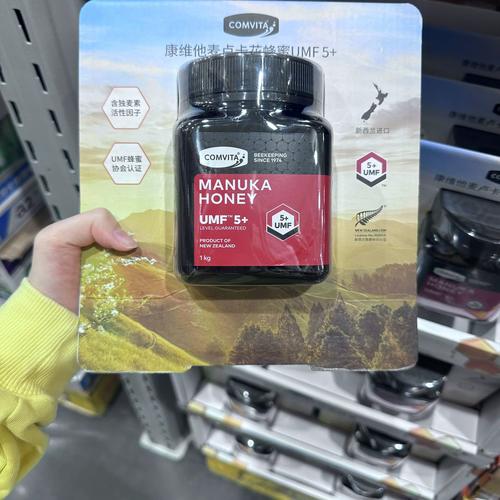 COMVITA
康维他麦卢卡花蜂蜜UMF 5+
含独麦素
活性因子
UMF蜂蜜
协会认证
新西兰进口
5+
UMF
COMVITA
BEEKEEPING
SINCE 1974
MANUKA
HONEY
UMF™ 5+
LEVEL GUARANTEED
5+
UMF
PRODUCT OF
NEW ZEALAND
1kg